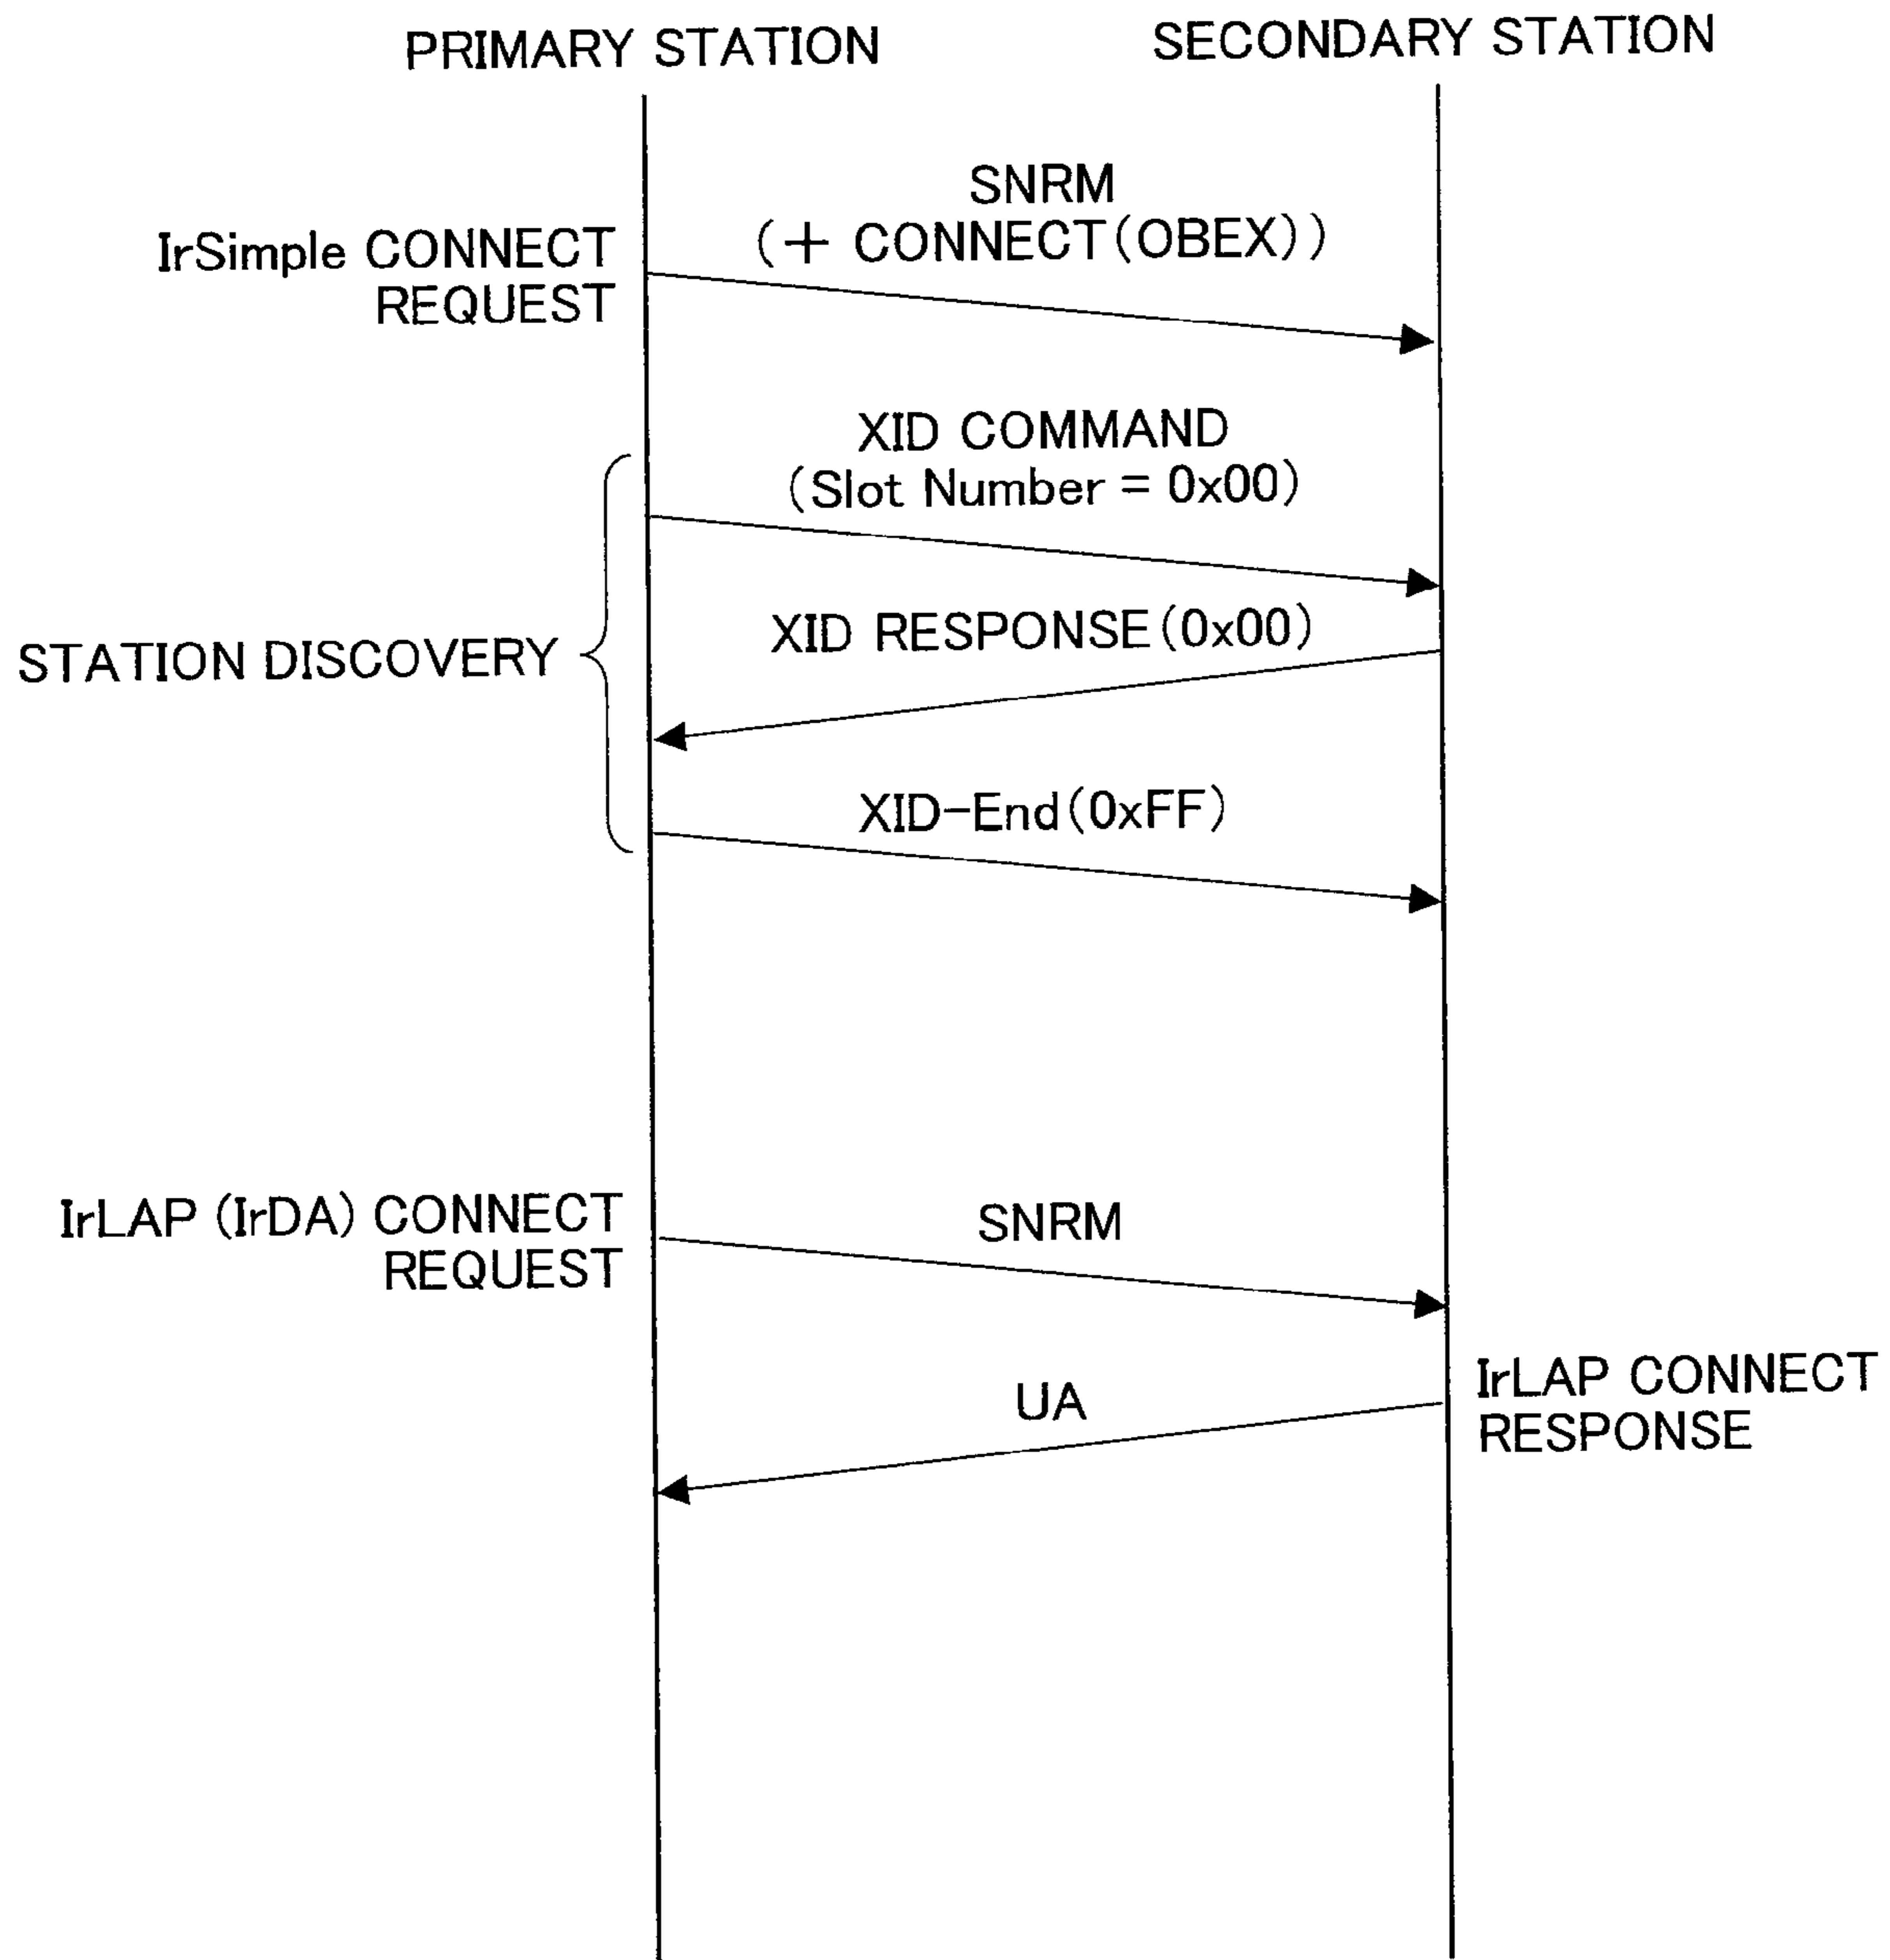 PRIMARY STATION
SECONDARY STATION
SNRM
(+ CONNECT(OBEX))
IrSimple CONNECT
REQUEST
XID COMMAND
(Slot Number = 0x00)
STATION DISCOVERY
XID RESPONSE(0x00)
XID-End(0xFF)
IrLAP (IrDA) CONNECT
REQUEST
SNRM
UA
IrLAP CONNECT
RESPONSE